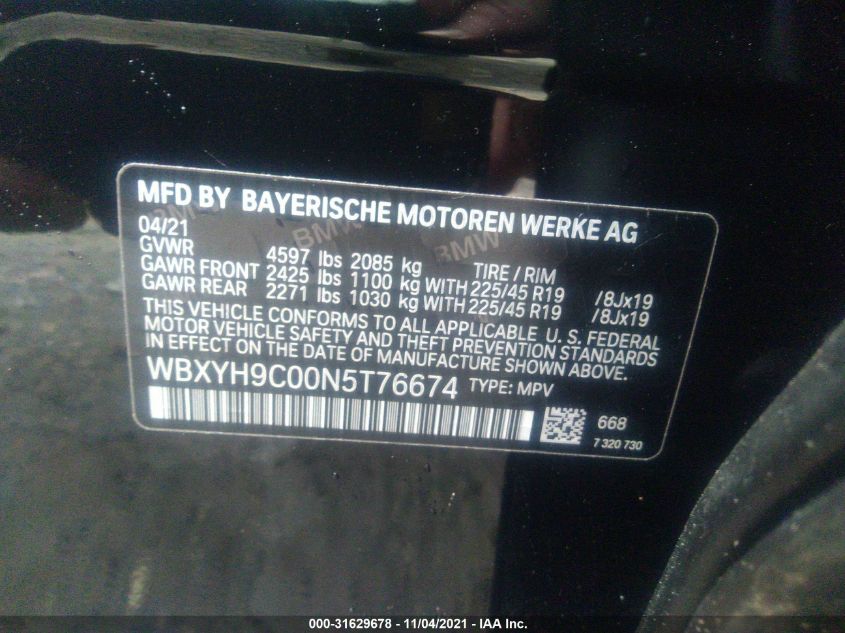 MFD BY BAYERISCHE MOTOREN WERKE AG
04/21
GVWR 4597 lbs 2085 kg TIRE / RIM
GAWR FRONT 2425 lbs 1100 kg WITH 225/45 R19 /8Jx19
GAWR REAR 2271 lbs 1030 kg WITH 225/45 R19 /8Jx19
THIS VEHICLE CONFORMS TO ALL APPLICABLE U. S. FEDERAL
MOTOR VEHICLE SAFETY AND THEFT PREVENTION STANDARDS
IN EFFECT ON THE DATE OF MANUFACTURE SHOWN ABOVE.
WBXYH9C00N5T76674 TYPE: MPV
668
7 320 730
BMW BMW BMW
000-31629678 - 11/04/2021 - IAA Inc.